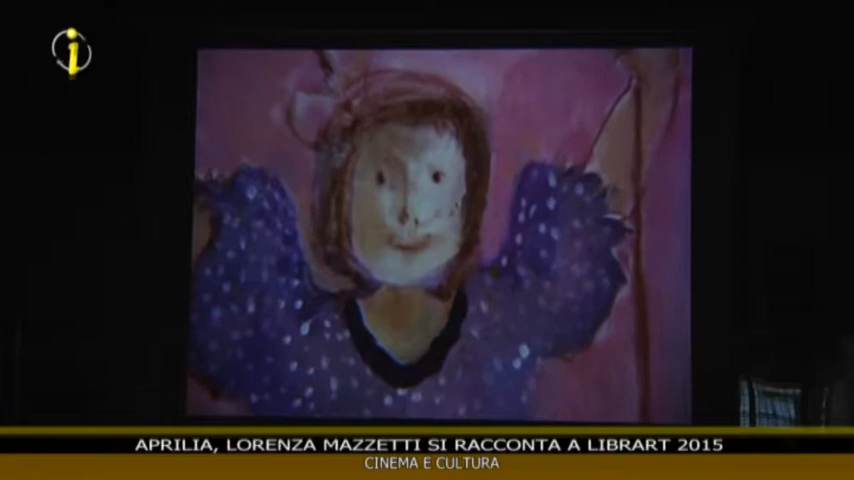 i
APRILIA, LORENZA MAZZETTI SI RACCONTA A LIBRART 2015
CINEMA E CULTURA